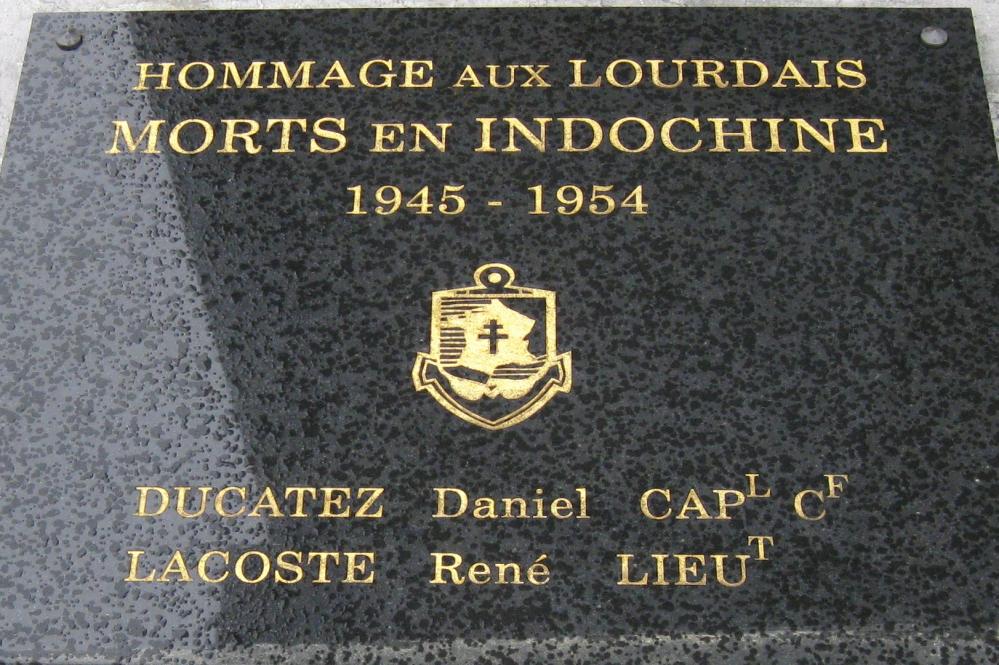 HOMMAGE AUX LOURDAIS
MORTS EN INDOCHINE
1945 - 1954
DUCATEZ Daniel CAPL CF
LACOSTE René LIEUT